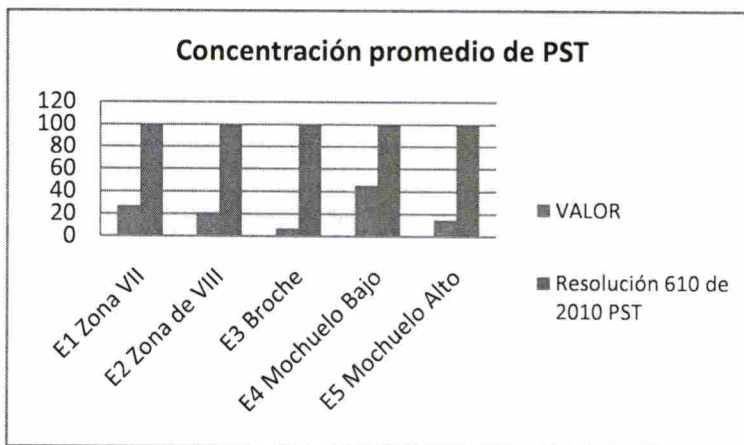 Concentración promedio de PST
120
100
80
60
40
20
0
E1 Zona VII
E2 Zona de VIII
E3 Broche
E4 Mochuelo Bajo
E5 Mochuelo Alto
VALOR
Resolución 610 de
2010 PST